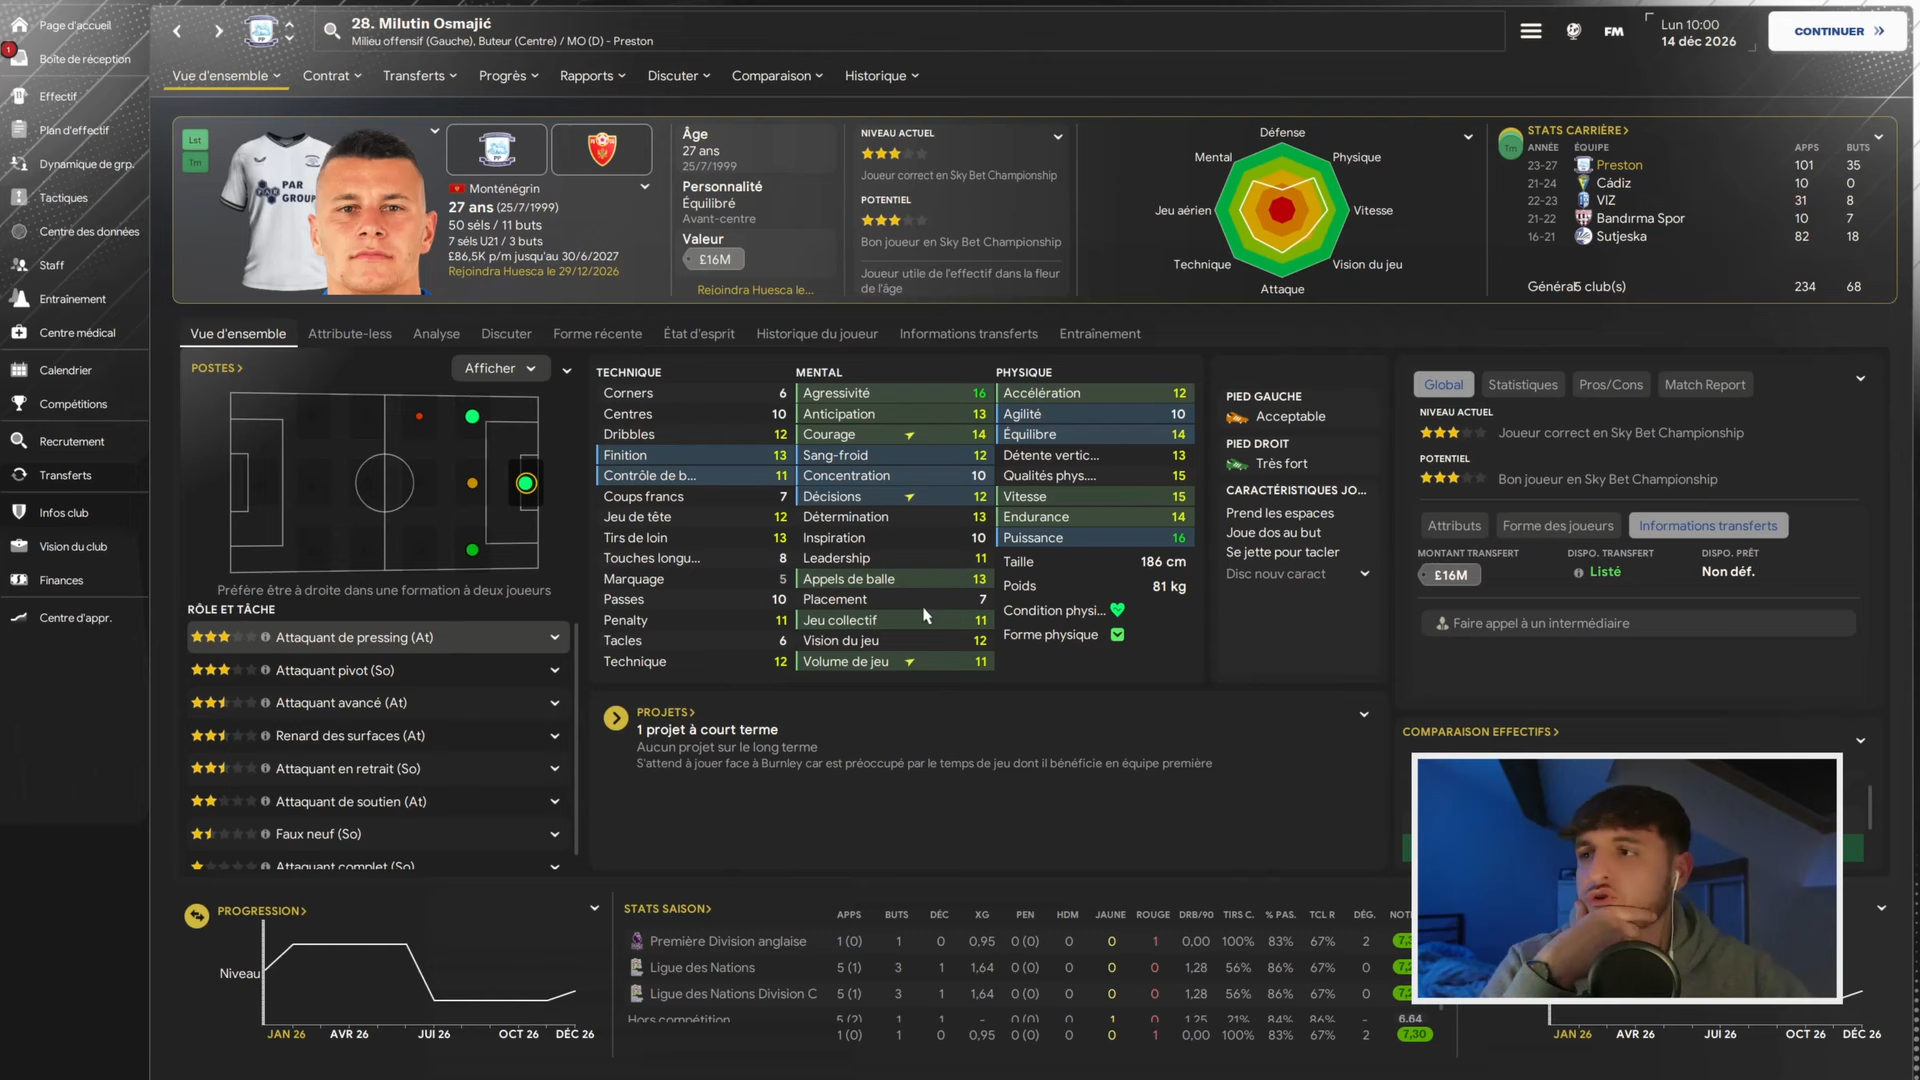 Page d'accueil
1
Boîte de réception
Effectif
Plan d'effectif
Dynamique de grp.
Tactiques
Centre des données
Staff
Entraînement
Centre médical
Calendrier
Compétitions
Recrutement
Transferts
Infos club
Vision du club
Finances
Centre d'appr.
28. Milutin Osmajić
Milieu offensif (Gauche), Buteur (Centre) / MO (D) - Preston
FM
Lun 10:00
14 déc 2026
CONTINUER
Vue d'ensemble
Contrat
Transferts
Progrès
Rapports
Discuter
Comparaison
Historique
Lst
Trn
PAR
GROUP
Monténégrin
27 ans (25/7/1999)
50 séls / 11 buts
7 séls U21 / 3 buts
£86,5K p/m jusqu'au 30/6/2027
Rejoindra Huesca le 29/12/2026
Âge
27 ans
25/7/1999
Personnalité
Équilibré
Avant-centre
Valeur
£16M
Rejoindra Huesca le...
NIVEAU ACTUEL
Joueur correct en Sky Bet Championship
POTENTIEL
Bon joueur en Sky Bet Championship
Joueur utile de l'effectif dans la fleur
de l'âge
Défense
Mental
Physique
Jeu aérien
Vitesse
Technique
Vision du jeu
Attaque
Trn
STATS CARRIÈRE>
ANNÉE ÉQUIPE APPS BUTS
23-27 Preston 101 35
21-24 Cádiz 10 0
22-23 VIZ 31 8
21-22 Bandırma Spor 10 7
16-21 Sutjeska 82 18
Général 5 club(s) 234 68
Vue d'ensemble
Attribute-less
Analyse
Discuter
Forme récente
État d'esprit
Historique du joueur
Informations transferts
Entraînement
POSTES>
Afficher
Préfère être à droite dans une formation à deux joueurs
RÔLE ET TÂCHE
Attaquant de pressing (At)
Attaquant pivot (So)
Attaquant avancé (At)
Renard des surfaces (At)
Attaquant en retrait (So)
Attaquant de soutien (At)
Faux neuf (So)
Attaquant complet (So)
TECHNIQUE
Corners 6
Centres 10
Dribbles 12
Finition 13
Contrôle de b... 11
Coups francs 7
Jeu de tête 12
Tirs de loin 13
Touches longu... 8
Marquage 5
Passes 10
Penalty 11
Tacles 6
Technique 12
MENTAL
Agressivité 16
Anticipation 13
Courage 14
Sang-froid 12
Concentration 10
Décisions 12
Détermination 13
Inspiration 10
Leadership 11
Appels de balle 13
Placement 7
Jeu collectif 11
Vision du jeu 12
Volume de jeu 11
PHYSIQUE
Accélération 12
Agilité 10
Équilibre 14
Détente vertic... 13
Qualités phys.... 15
Vitesse 15
Endurance 14
Puissance 16
Taille 186 cm
Poids 81 kg
Condition physi...
Forme physique
PIED GAUCHE
Acceptable
PIED DROIT
Très fort
CARACTÉRISTIQUES JO...
Prend les espaces
Joue dos au but
Se jette pour tacler
Disc nouv caract
Global
Statistiques
Pros/Cons
Match Report
NIVEAU ACTUEL
Joueur correct en Sky Bet Championship
POTENTIEL
Bon joueur en Sky Bet Championship
Attributs
Forme des joueurs
Informations transferts
MONTANT TRANSFERT DISPO. TRANSFERT DISPO. PRÊT
£16M Listé Non déf.
Faire appel à un intermédiaire
PROJETS>
1 projet à court terme
Aucun projet sur le long terme
S'attend à jouer face à Burnley car est préoccupé par le temps de jeu dont il bénéficie en équipe première
COMPARAISON EFFECTIFS>
PROGRESSION>
Niveau
JAN 26 AVR 26 JUI 26 OCT 26 DÉC 26
STATS SAISON>
APPS BUTS DÉC XG PEN HDM JAUNE ROUGE DRB/90 TIRS C. % PAS. TCL R DÉG.
Première Division anglaise 1 (0) 1 0 0,95 0 (0) 0 0 1 0,00 100% 83% 67% 2
Ligue des Nations 5 (1) 3 1 1,64 0 (0) 0 0 0 1,28 56% 86% 67% 0
Ligue des Nations Division C 5 (1) 3 1 1,64 0 (0) 0 0 0 1,28 56% 86% 67% 0
Hors compétition 5 (2) 1 1 - 0 (0) 0 1 0 1,25 21% 84% 86% - 6.64
1 (0) 1 0 0,95 0 (0) 0 0 1 0,00 100% 83% 67% 2 7,30
JAN 26 AVR 26 JUI 26 OCT 26 DÉC 26